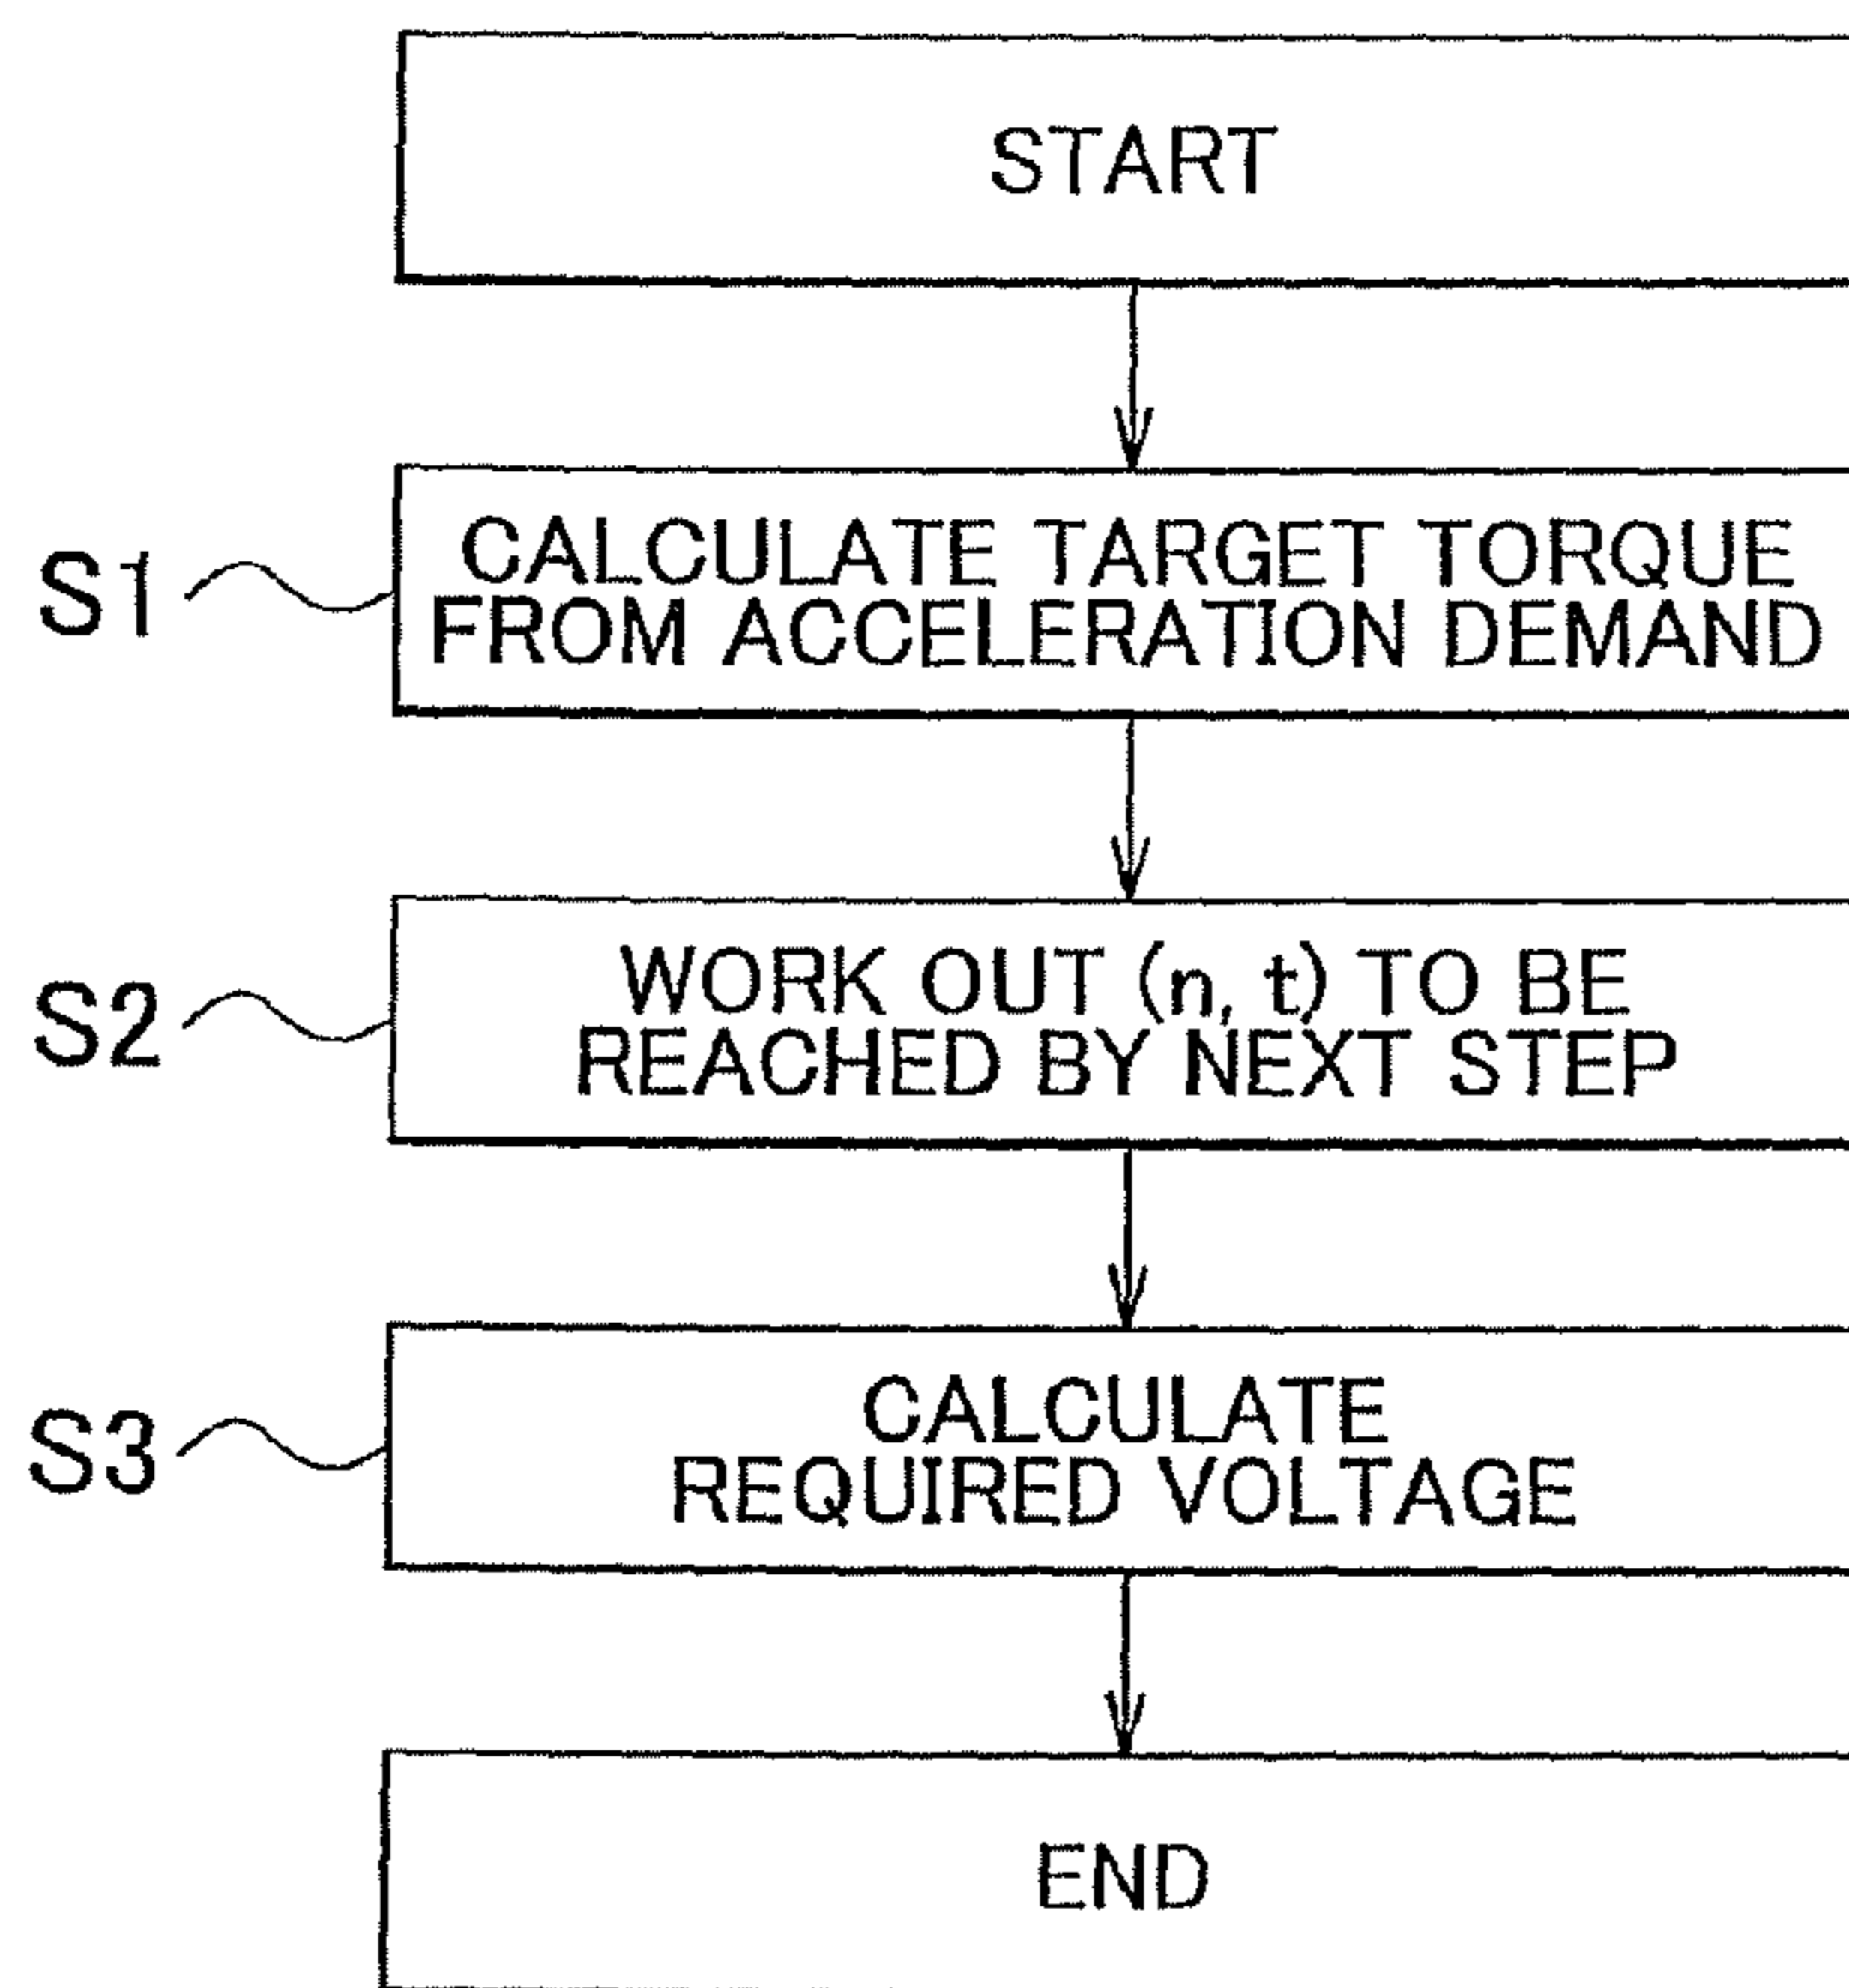 START
S1
CALCULATE TARGET TORQUE
FROM ACCELERATION DEMAND
S2
WORK OUT (n, t) TO BE
REACHED BY NEXT STEP
S3
CALCULATE
REQUIRED VOLTAGE
END